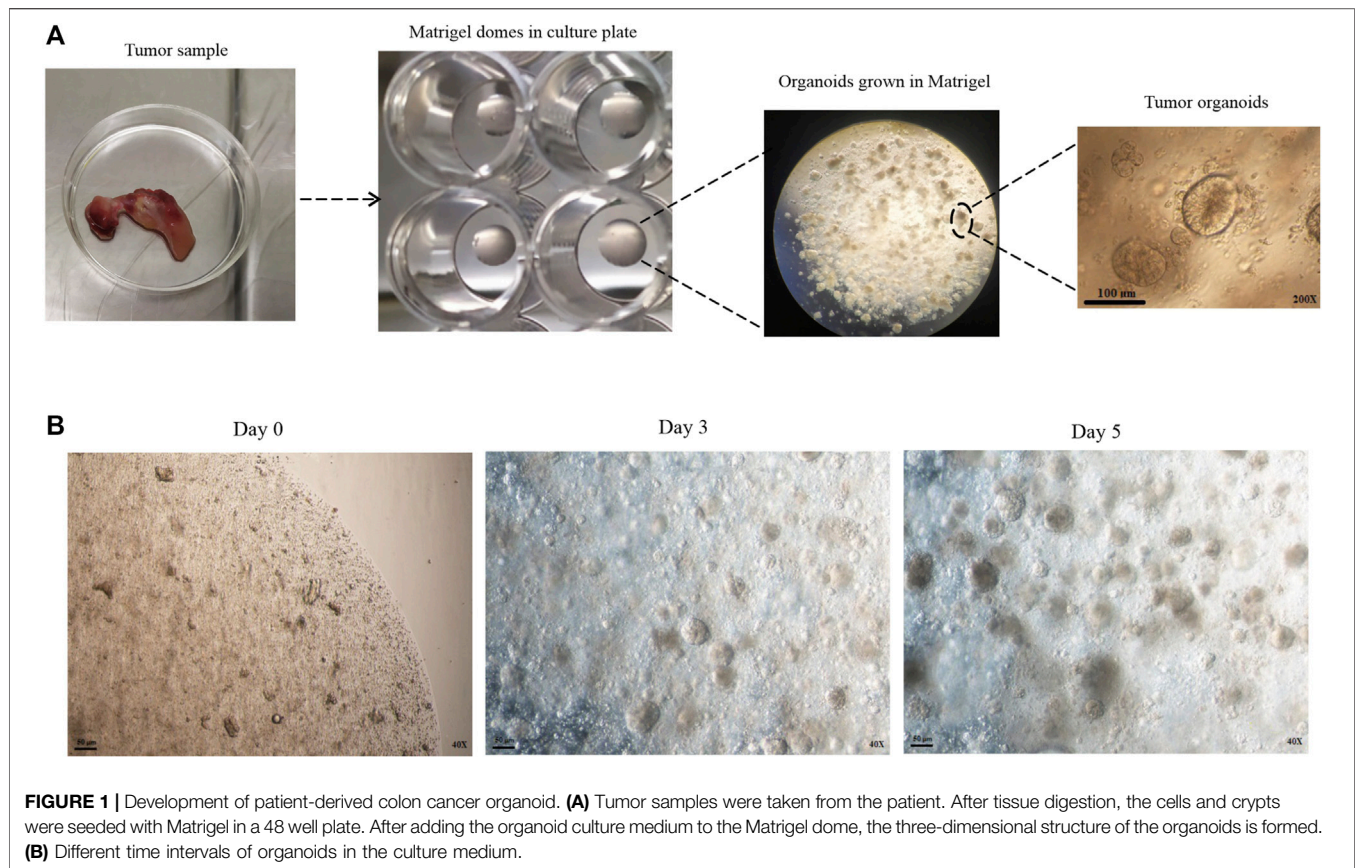 A
Tumor sample
Matrigel domes in culture plate
Organoids grown in Matrigel
Tumor organoids
100 µm
200X
B
Day 0
Day 3
Day 5
50 µm
40X
50 µm
40X
50 µm
40X
FIGURE 1 | Development of patient-derived colon cancer organoid. (A) Tumor samples were taken from the patient. After tissue digestion, the cells and crypts
were seeded with Matrigel in a 48 well plate. After adding the organoid culture medium to the Matrigel dome, the three-dimensional structure of the organoids is formed.
(B) Different time intervals of organoids in the culture medium.